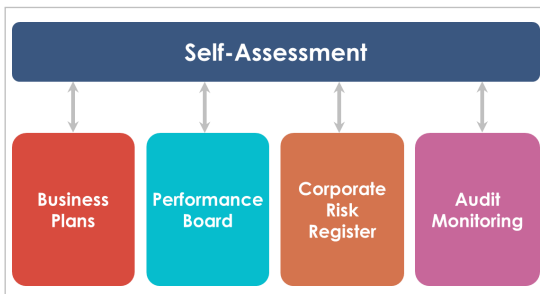 Self-Assessment
Business
Plans
Performance
Board
Corporate
Risk
Register
Audit
Monitoring